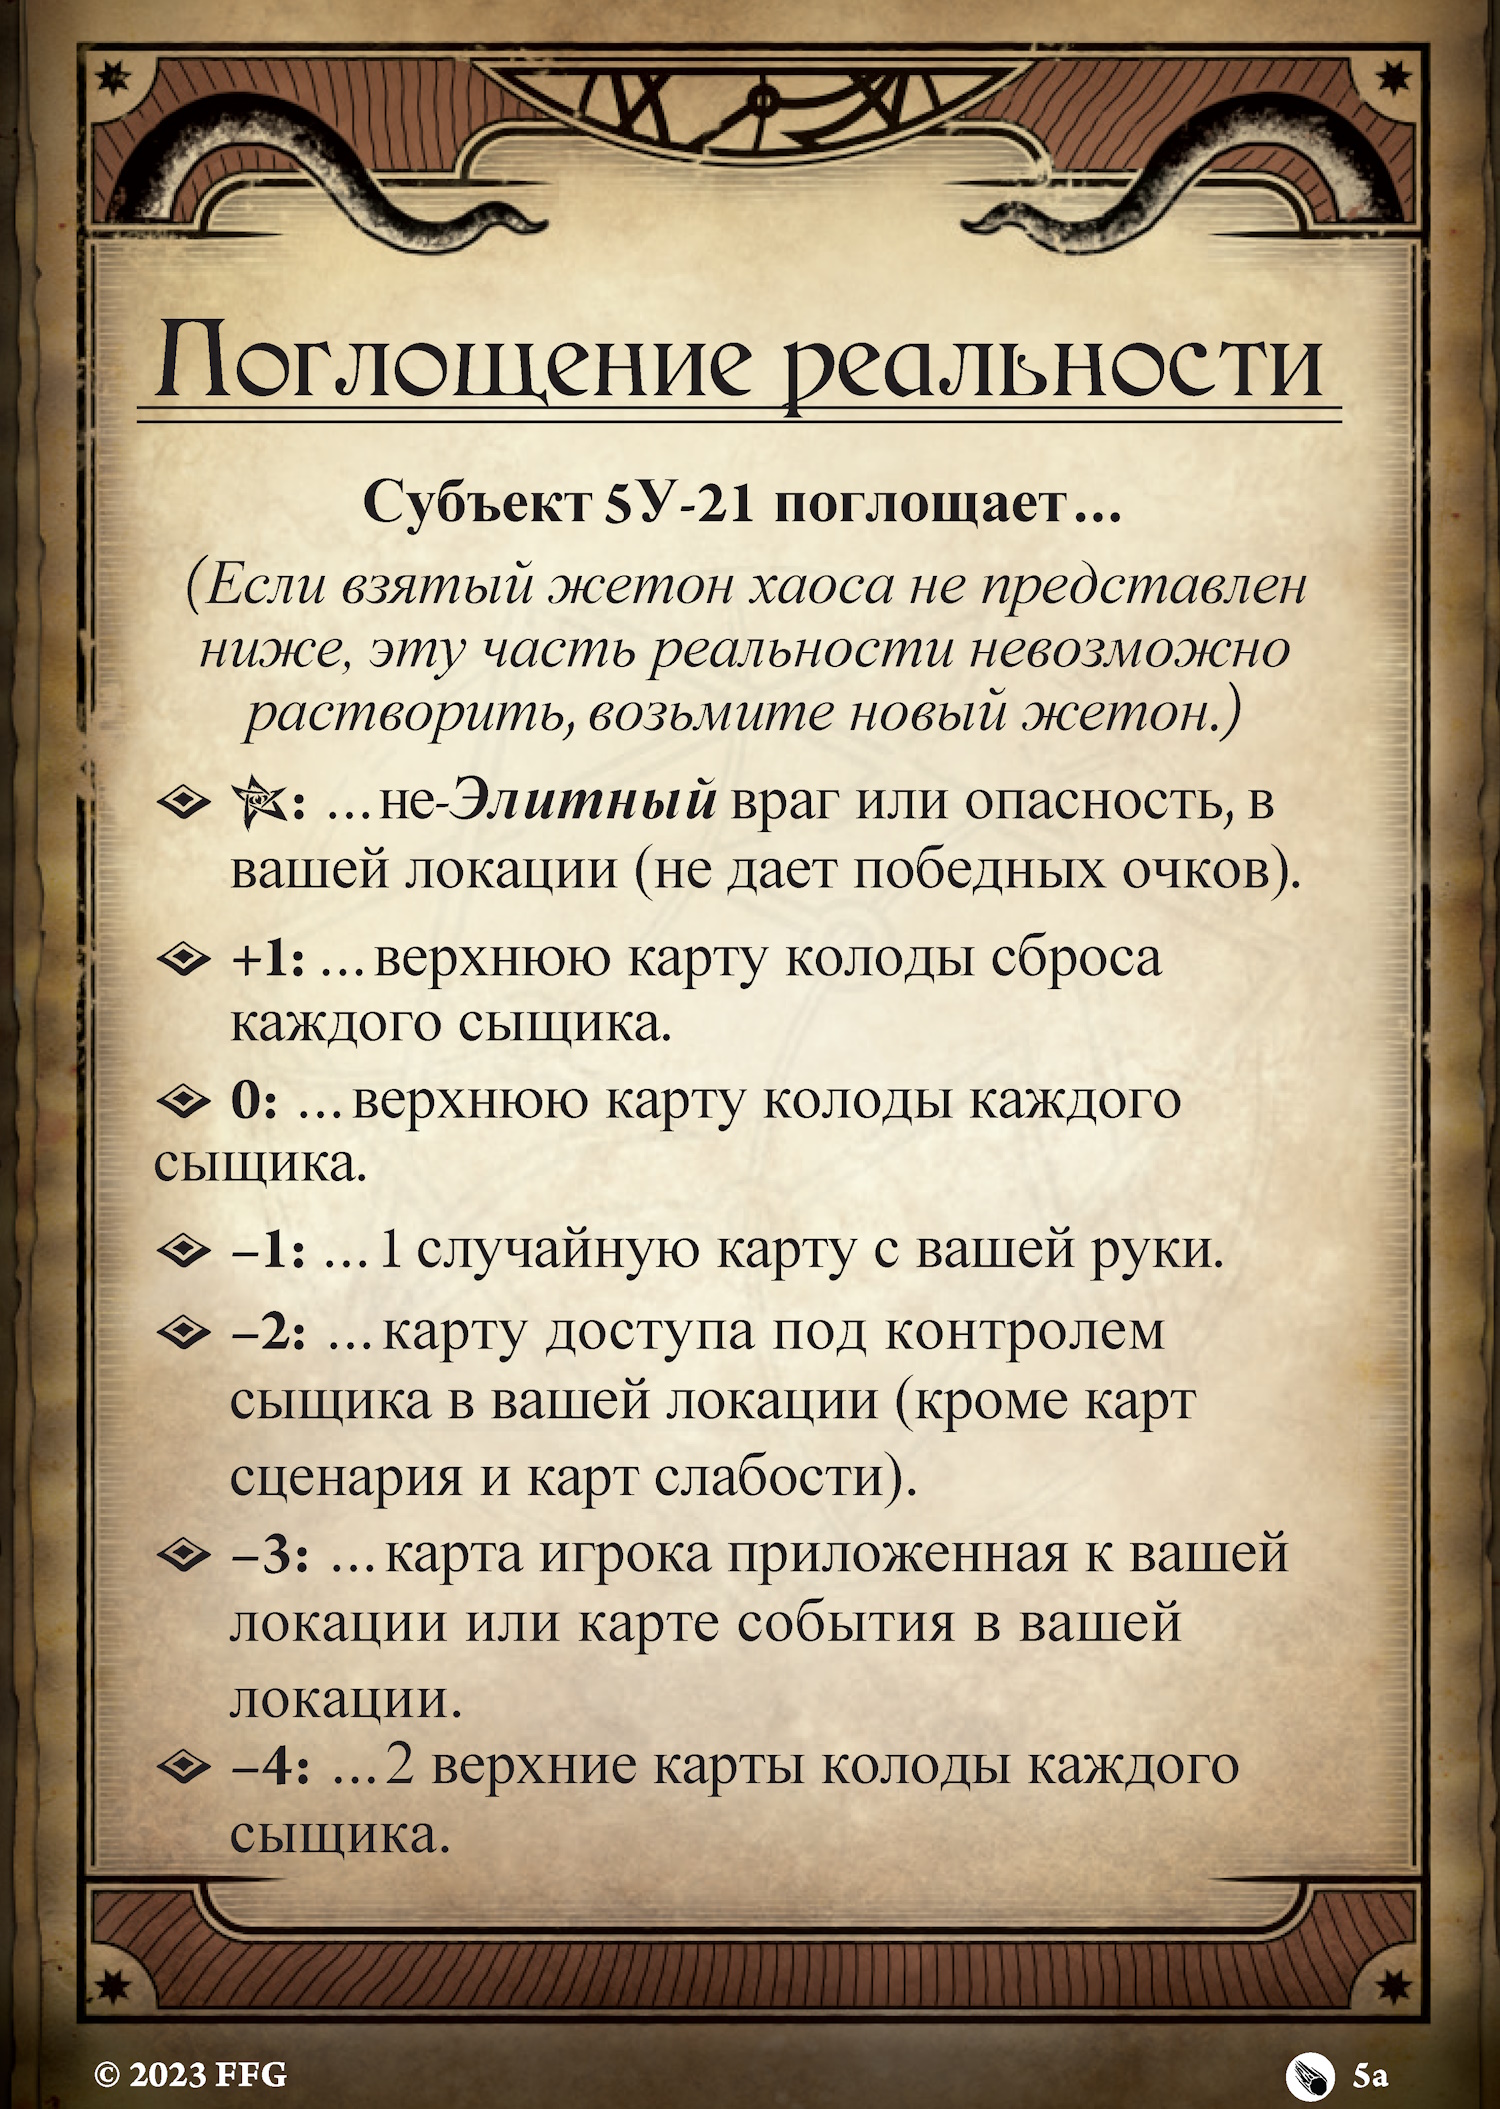 Поглощение реальности
Субъект 5У-21 поглощает...
(Если взятый жетон хаоса не представлен
ниже, эту часть реальности невозможно
растворить, возьмите новый жетон.)
: ...не-Элитный враг или опасность, в
вашей локации (не дает победных очков).
+1: ...верхнюю карту колоды сброса
каждого сыщика.
0: ...верхнюю карту колоды каждого
сыщика.
–1: ...1 случайную карту с вашей руки.
–2: ...карту доступа под контролем
сыщика в вашей локации (кроме карт
сценария и карт слабости).
–3: ...карта игрока приложенная к вашей
локации или карте события в вашей
локации.
–4: ...2 верхние карты колоды каждого
сыщика.
© 2023 FFG
5a